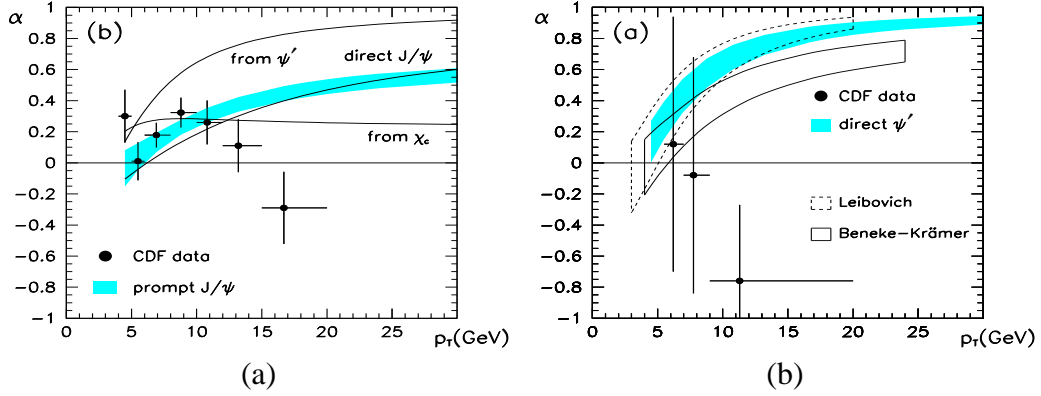 α
1
0.8
0.6
0.4
0.2
0
-0.2
-0.4
-0.6
-0.8
-1
(b)
from ψ′
direct J/ψ
from χc
CDF data
prompt J/ψ
0 5 10 15 20 25
pT(GeV)
(a)
α
1
0.8
0.6
0.4
0.2
0
-0.2
-0.4
-0.6
-0.8
-1
(a)
CDF data
direct ψ′
Leibovich
Beneke-Krämer
0 5 10 15 20 25
pT(GeV)
(b)